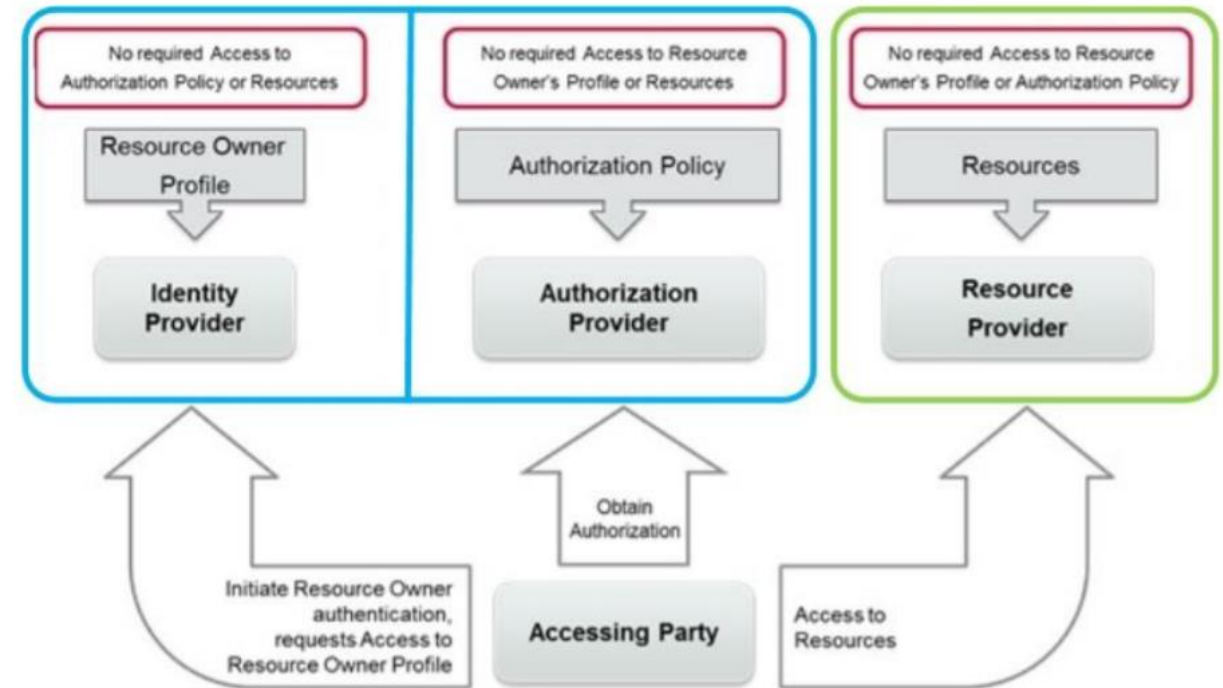 No required Access to
Authorization Policy or Resources
No required Access to Resource
Owner's Profile or Resources
No required Access to Resource
Owner's Profile or Authorization Policy
Resource Owner
Profile
Authorization Policy
Resources
Identity
Provider
Authorization
Provider
Resource
Provider
Obtain
Authorization
Initiate Resource Owner
authentication,
requests Access to
Resource Owner Profile
Accessing Party
Access to
Resources